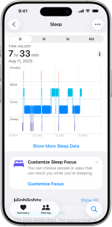 9:41
Sleep
D W M 6M
TIME ASLEEP
7 hr 33 min
Aug 11, 2025
Awake
REM
Core
Deep
Show More Sleep Data
Customize Sleep Focus
You can choose people or apps that
can reach you while you're sleeping.
Customize Focus
Highlights
Show All
Summary
Sharing